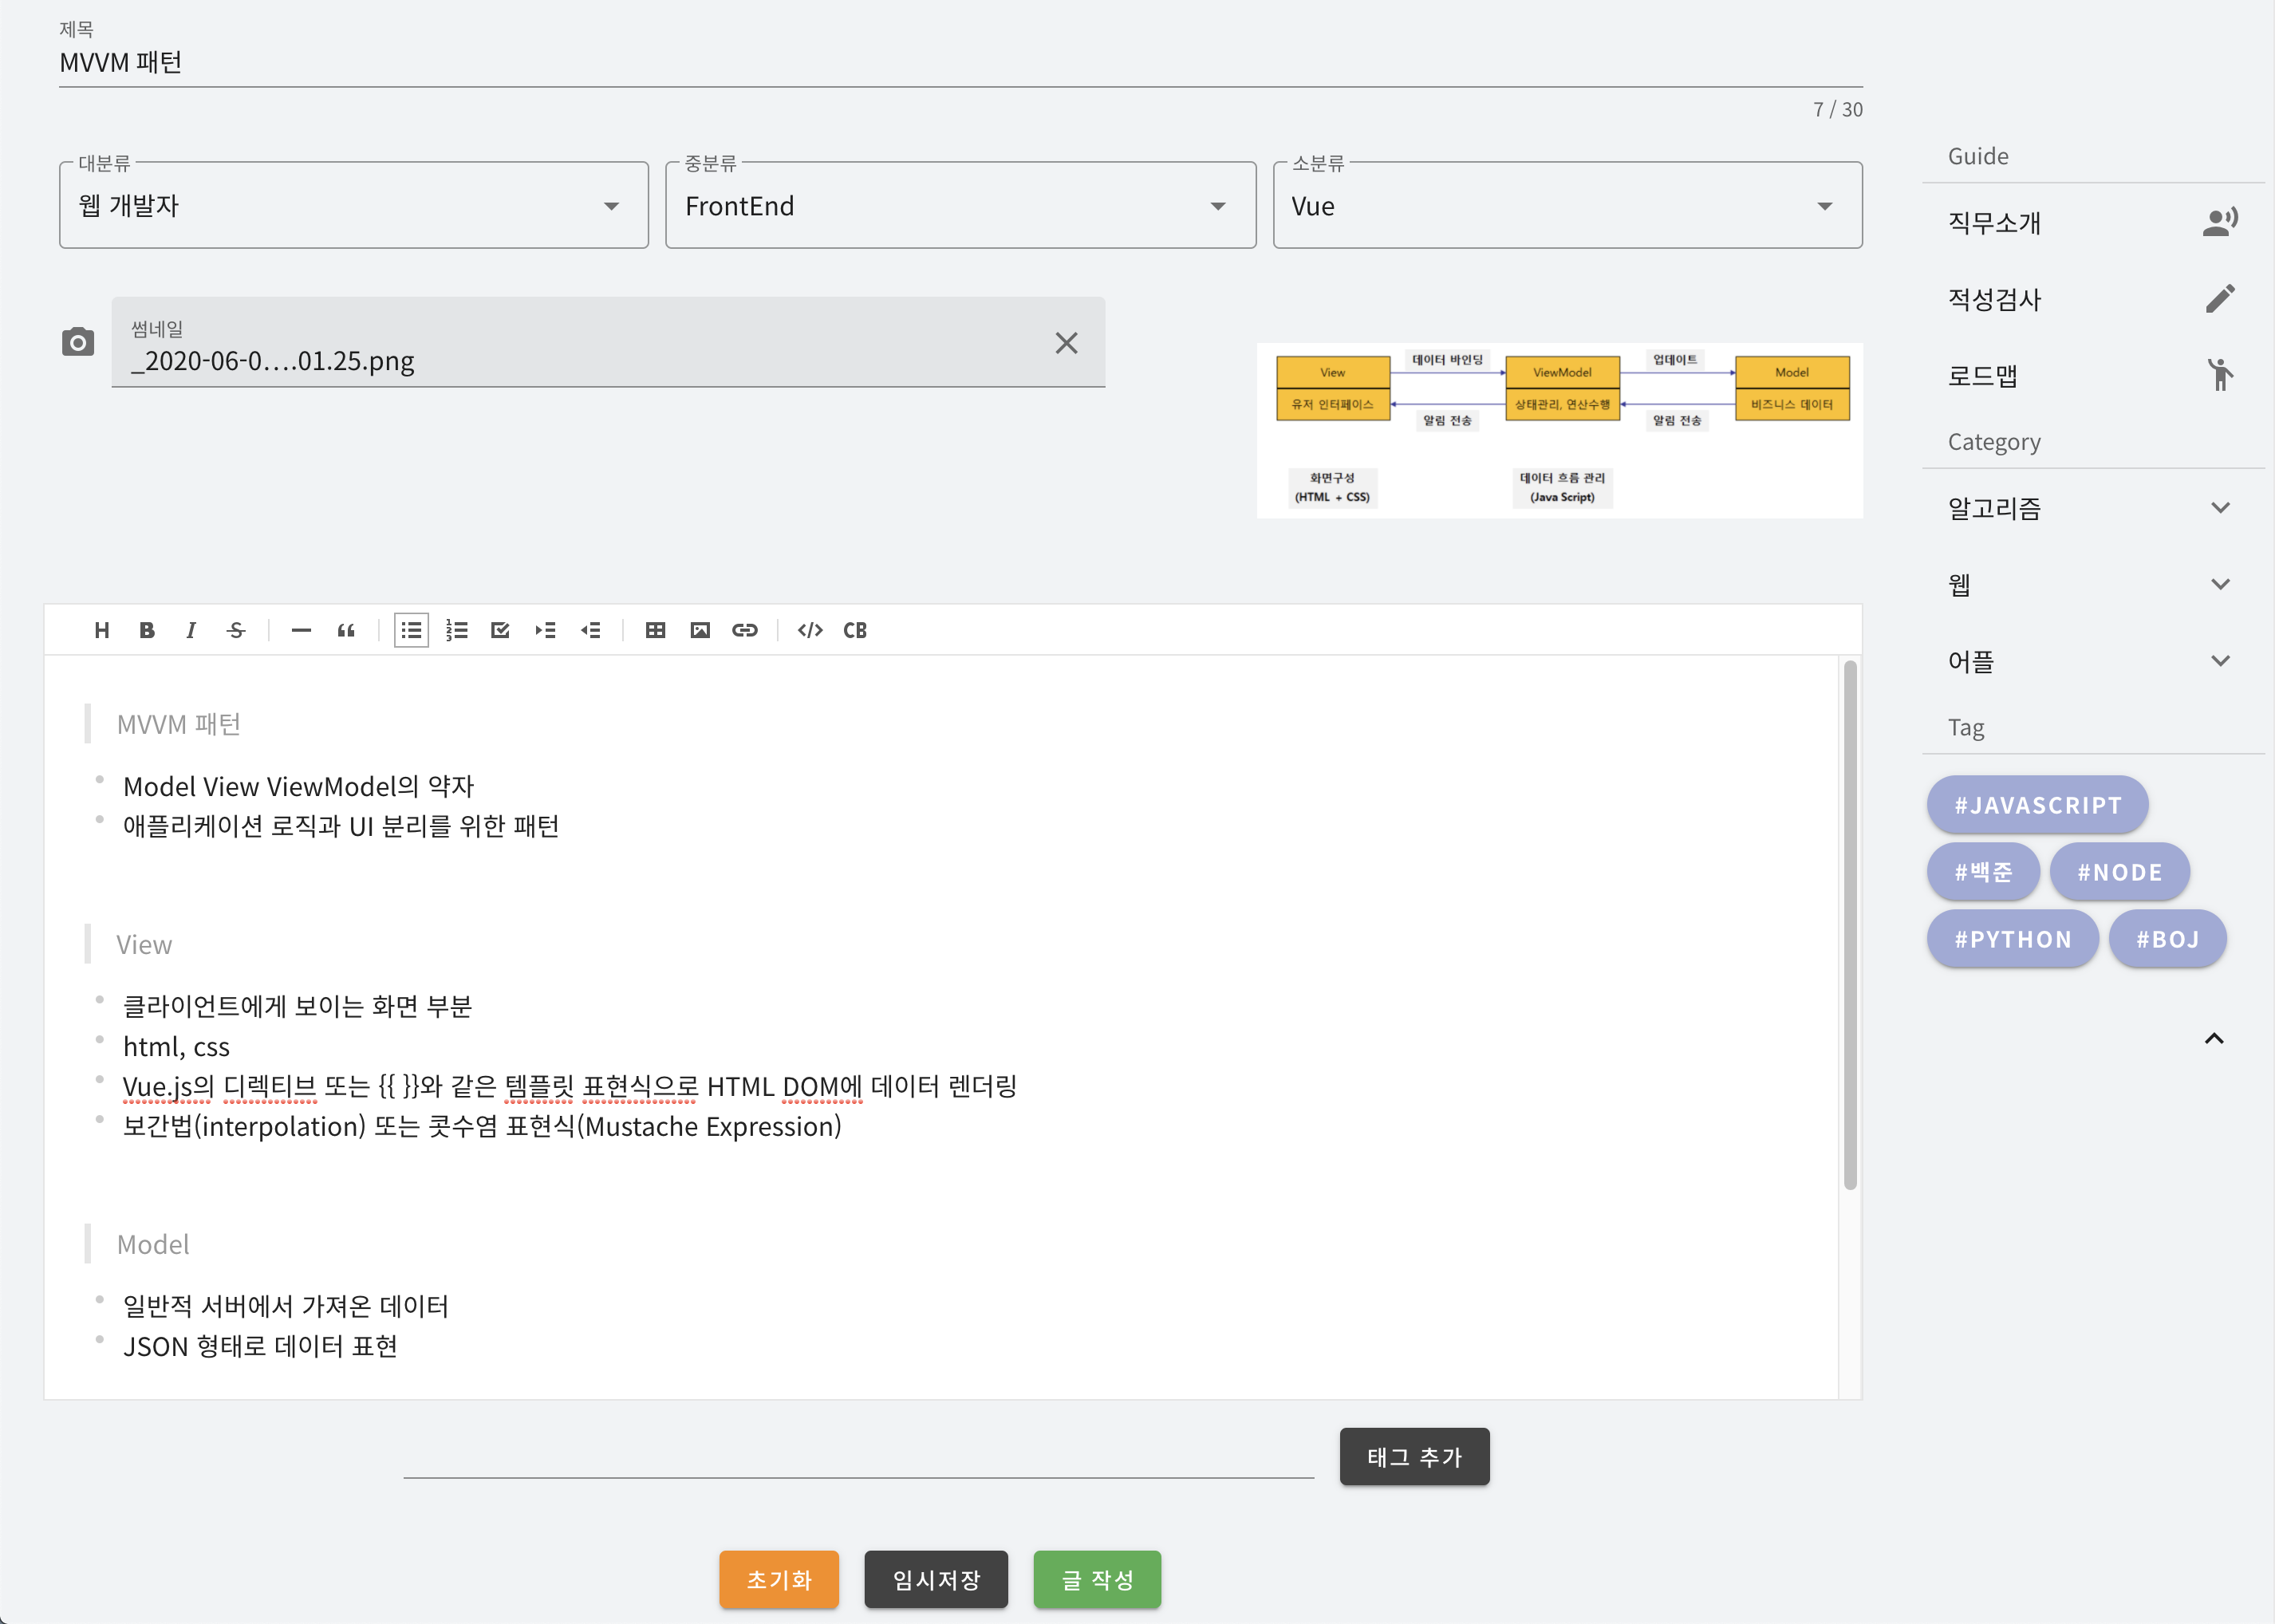 제목
MVVM 패턴
7 / 30
대분류
웹 개발자
중분류
FrontEnd
소분류
Vue
썸네일
_2020-06-0....01.25.png
View
유저 인터페이스
데이터 바인딩
알림 전송
ViewModel
상태관리, 연산수행
업데이트
알림 전송
Model
비즈니스 데이터
화면구성
(HTML + CSS)
데이터 흐름 관리
(Java Script)
H B I S — “ </> CB
MVVM 패턴
Model View ViewModel의 약자
애플리케이션 로직과 UI 분리를 위한 패턴
View
클라이언트에게 보이는 화면 부분
html, css
Vue.js의 디렉티브 또는 {{ }}와 같은 템플릿 표현식으로 HTML DOM에 데이터 렌더링
보간법(interpolation) 또는 콧수염 표현식(Mustache Expression)
Model
일반적 서버에서 가져온 데이터
JSON 형태로 데이터 표현
태그 추가
초기화
임시저장
글 작성
Guide
직무소개
적성검사
로드맵
Category
알고리즘
웹
어플
Tag
#JAVASCRIPT
#백준 #NODE
#PYTHON #BOJ